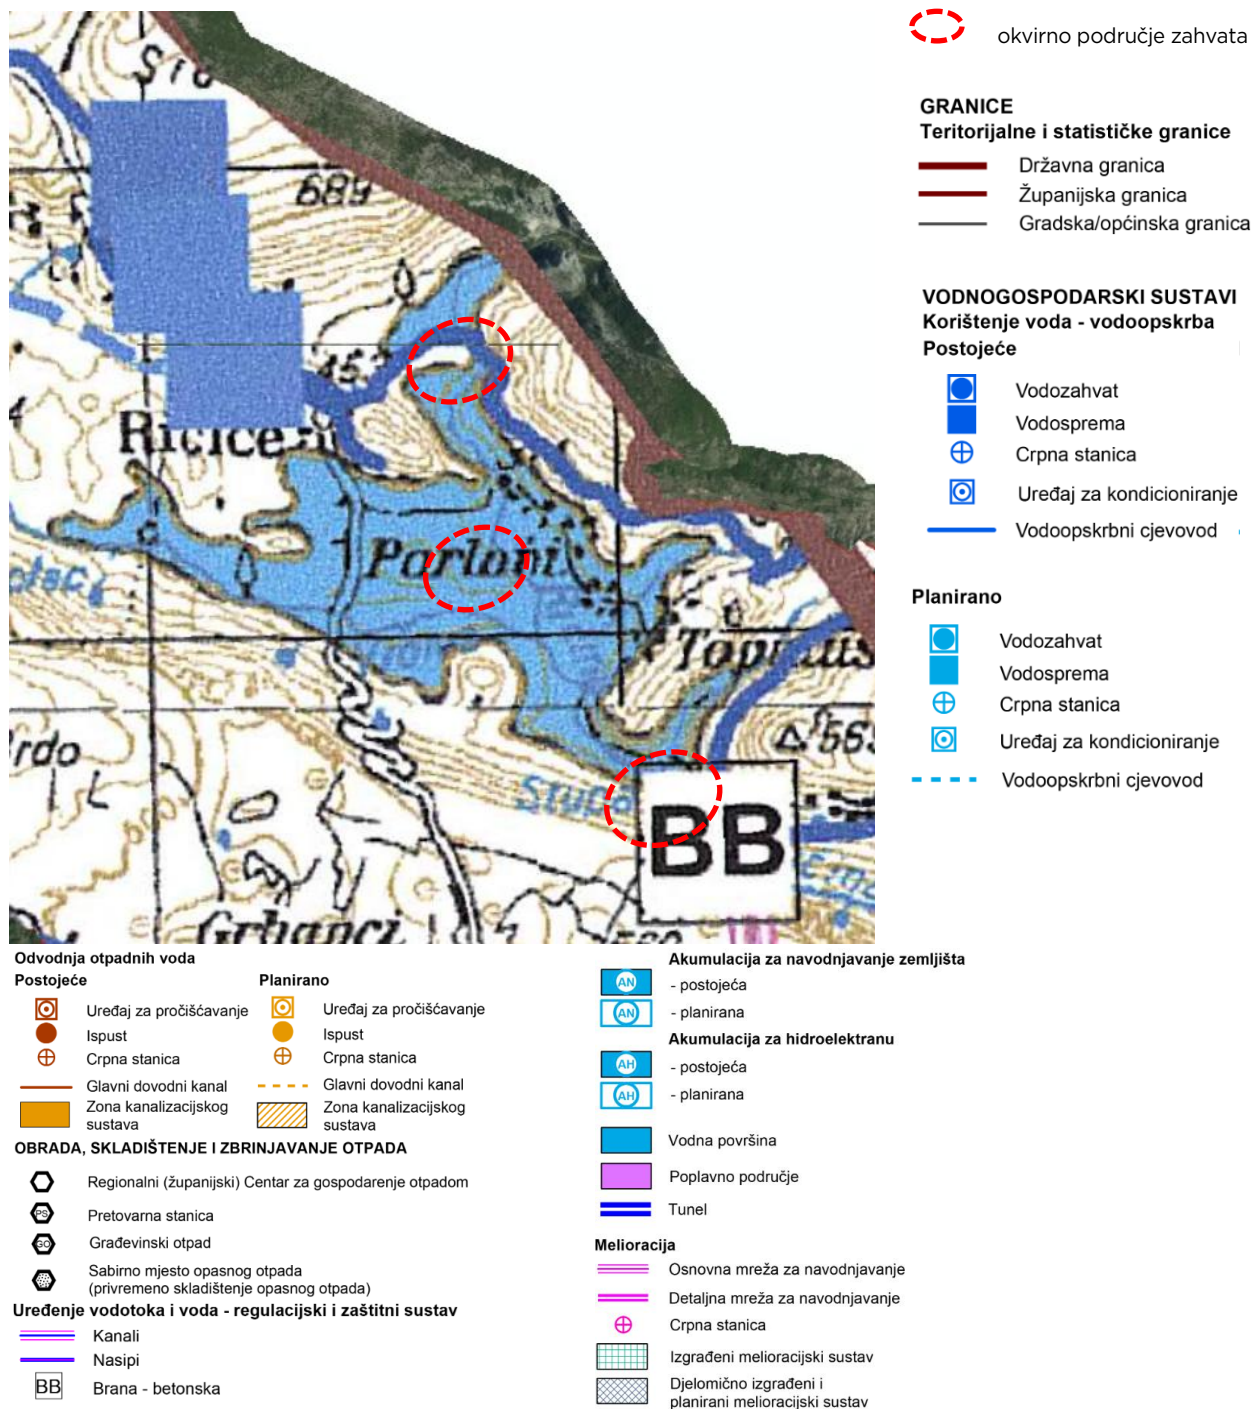 okvirno područje zahvata
689
Ričice
Parloni
BB
GRANICE
Teritorijalne i statističke granice
Državna granica
Županijska granica
Gradska/općinska granica
VODNOGOSPODARSKI SUSTAVI
Korištenje voda - vodoopskrba
Postojeće
Vodozahvat
Vodosprema
Crpna stanica
Uređaj za kondicioniranje
Vodoopskrbni cjevovod
Planirano
Vodozahvat
Vodosprema
Crpna stanica
Uređaj za kondicioniranje
Vodoopskrbni cjevovod
Odvodnja otpadnih voda
Postojeće
Uređaj za pročišćavanje
Ispust
Crpna stanica
Glavni dovodni kanal
Zona kanalizacijskog
sustava
Planirano
Uređaj za pročišćavanje
Ispust
Crpna stanica
Glavni dovodni kanal
Zona kanalizacijskog
sustava
OBRADA, SKLADIŠTENJE I ZBRINJAVANJE OTPADA
Regionalni (županijski) Centar za gospodarenje otpadom
PS Pretovarna stanica
GO Građevinski otpad
Sabirno mjesto opasnog otpada
(privremeno skladištenje opasnog otpada)
Uređenje vodotoka i voda - regulacijski i zaštitni sustav
Kanali
Nasipi
BB Brana - betonska
Akumulacija za navodnjavanje zemljišta
AN - postojeća
AN - planirana
Akumulacija za hidroelektranu
AH - postojeća
AH - planirana
Vodna površina
Poplavno područje
Tunel
Melioracija
Osnovna mreža za navodnjavanje
Detaljna mreža za navodnjavanje
Crpna stanica
Izgrađeni melioracijski sustav
Djelomično izgrađeni i
planirani melioracijski sustav